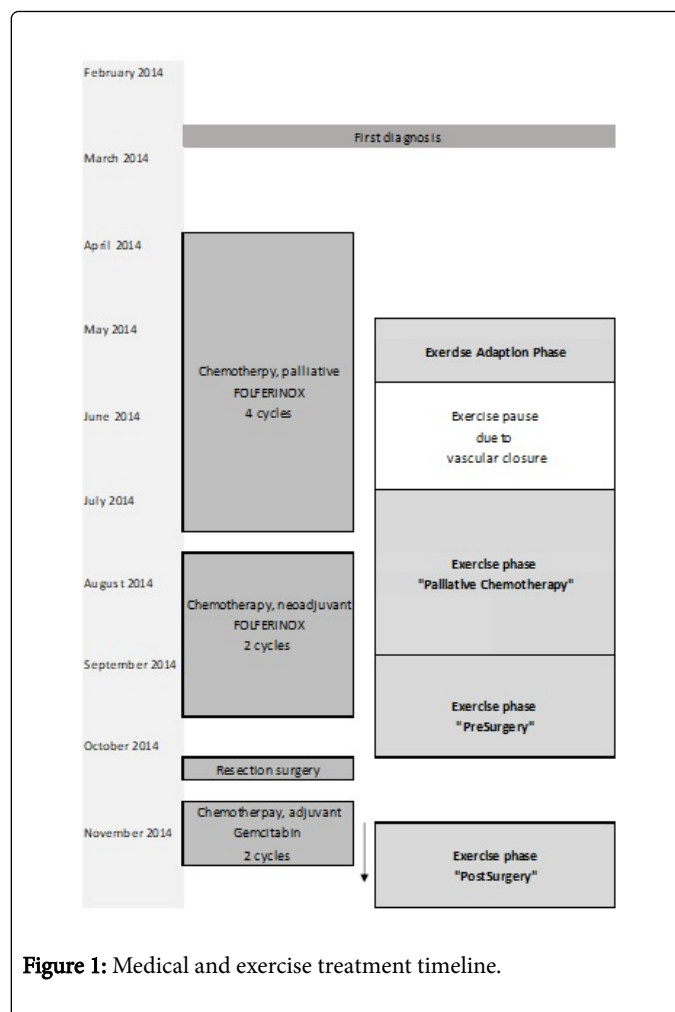 February 2014
First diagnosis
March 2014
April 2014
May 2014
Exercise Adaption Phase
Chemotherpy, palliative
FOLFERINOX
4 cycles
June 2014
Exercise pause
due to
vascular closure
July 2014
Exercise phase
"Palliative Chemotherapy"
August 2014
Chemotherapy, neoadjuvant
FOLFERINOX
2 cycles
September 2014
Exercise phase
"PreSurgery"
October 2014
Resection surgery
Chemotherpay, adjuvant
Gemcitabin
2 cycles
November 2014
Exercise phase
"PostSurgery"
Figure 1: Medical and exercise treatment timeline.